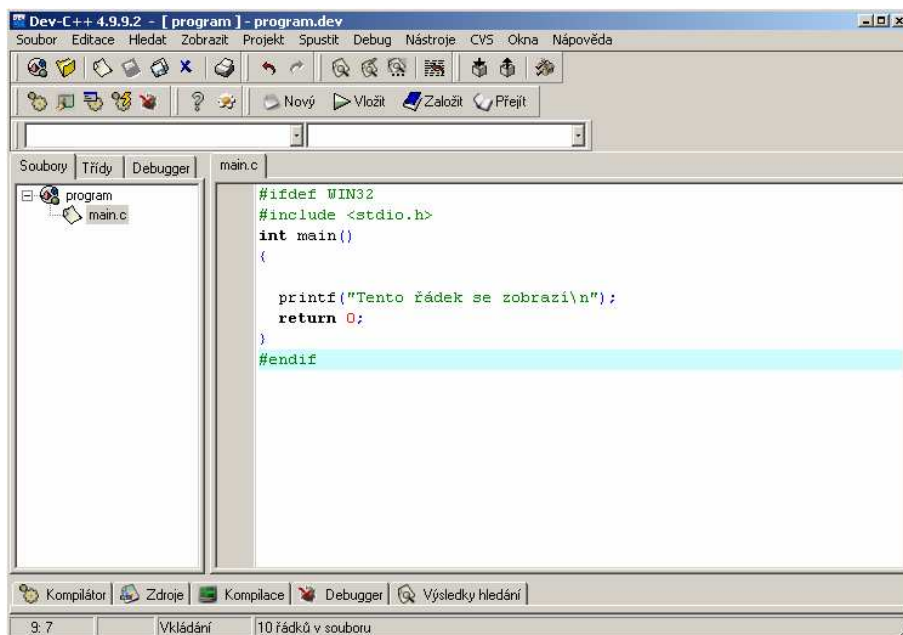 Dev-C++ 4.9.9.2 - [ program ] - program.dev
Soubor Editace Hledat Zobrazit Projekt Spustit Debug Nástroje CVS Okna Nápověda
Nový Vložit Založit Přejít
Soubory Třídy Debugger main.c
program
main.c
#ifdef WIN32
#include <stdio.h>
int main()
{
printf("Tento řádek se zobrazí\n");
return 0;
}
#endif
Kompilátor Zdroje Kompilace Debugger Výsledky hledání
9: 7 Vkládání 10 řádků v souboru